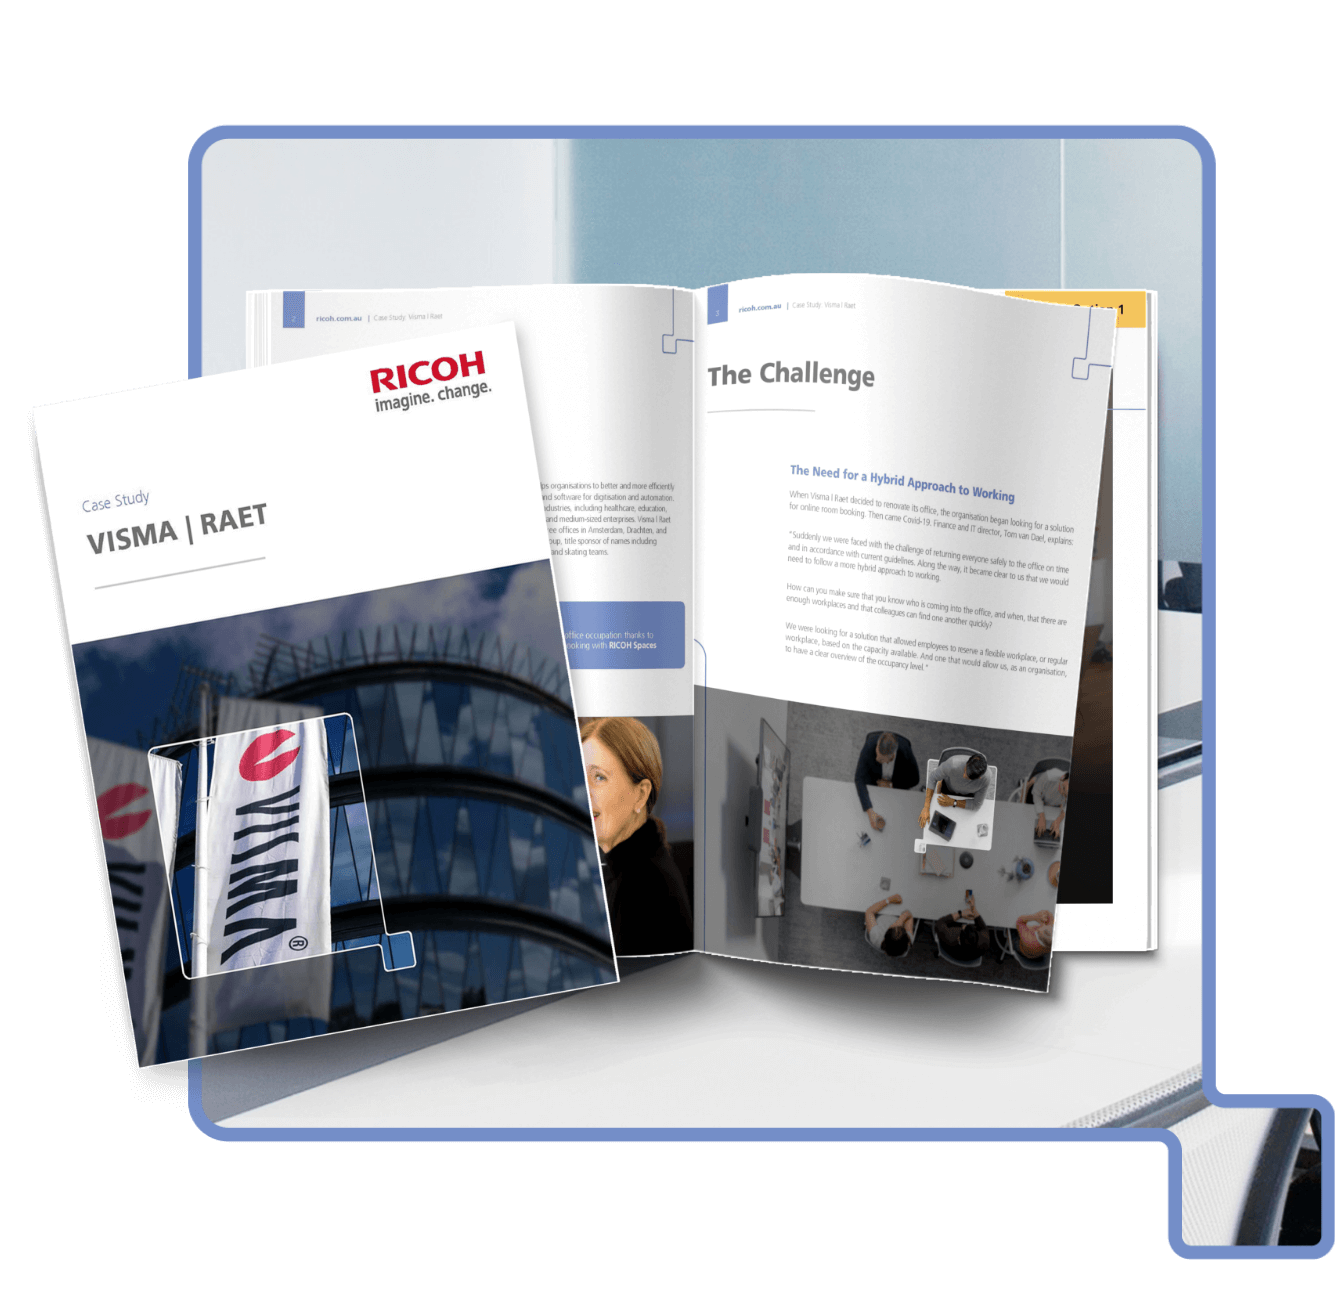 RICOH
imagine. change.
Case Study
VISMA | RAET
VISMA
®
2
ricoh.com.au | Case Study: Visma I Raet
organisations to better and more efficiently
and software for digitisation and automation.
including healthcare, education,
and medium-sized enterprises. Visma I Raet
offices in Amsterdam, Drachten, and
title sponsor of names including
and skating teams.
office occupation thanks to
with RICOH Spaces
3
ricoh.com.au | Case Study: Visma I Raet
The Challenge
The Need for a Hybrid Approach to Working
When Visma I Raet decided to renovate its office, the organisation began looking for a solution
for online room booking. Then came Covid-19. Finance and IT director, Tom van Dael, explains:
"Suddenly we were faced with the challenge of returning everyone safely to the office on time
and in accordance with current guidelines. Along the way, it became clear to us that we would
need to follow a more hybrid approach to working.
How can you make sure that you know who is coming into the office, and when, that there are
enough workplaces and that colleagues can find one another quickly?
We were looking for a solution that allowed employees to reserve a flexible workplace, or regular
workplace, based on the capacity available. And one that would allow us, as an organisation,
to have a clear overview of the occupancy level."
1